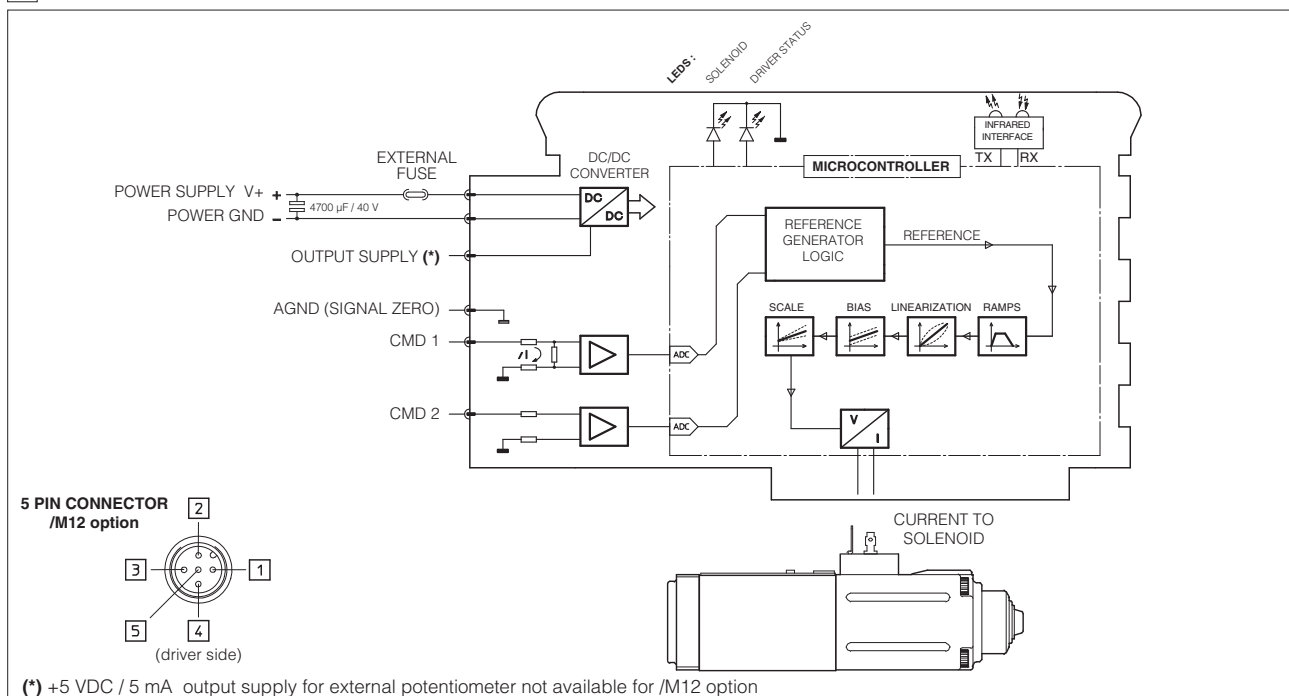 LEDS :
SOLENOID
DRIVER STATUS
INFRARED
INTERFACE
TX
RX
MICROCONTROLLER
EXTERNAL
FUSE
DC/DC
CONVERTER
POWER SUPPLY V+ +
4700 µF / 40 V
POWER GND -
DC
DC
OUTPUT SUPPLY (*)
REFERENCE
GENERATOR
LOGIC
REFERENCE
AGND (SIGNAL ZERO)
SCALE
BIAS
LINEARIZATION
RAMPS
CMD 1
/I
ADC
CMD 2
ADC
V
I
CURRENT TO
SOLENOID
5 PIN CONNECTOR
/M12 option
2
3
1
5
4
(driver side)
(*) +5 VDC / 5 mA output supply for external potentiometer not available for /M12 option